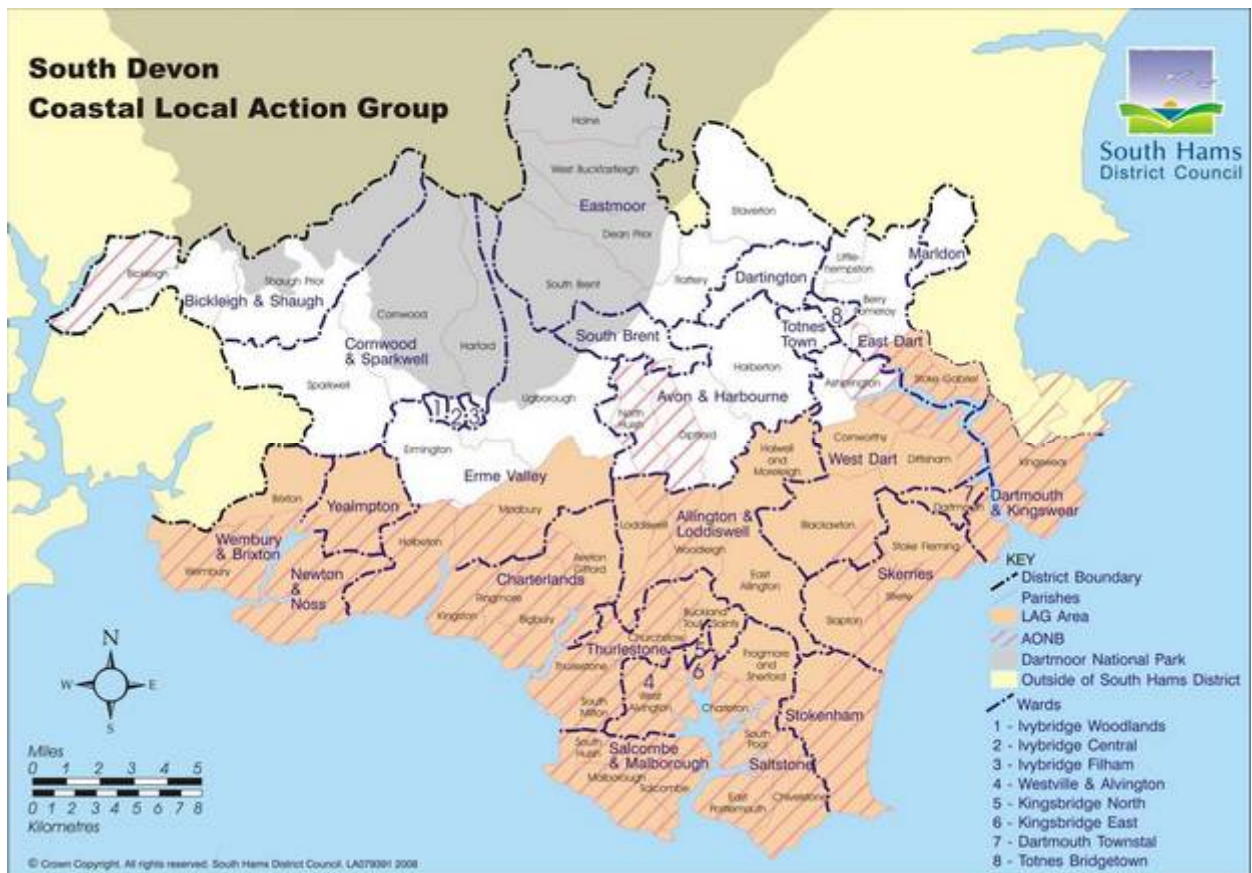 South Devon
Coastal Local Action Group
South Hams
District Council
Holne
West Buckfastleigh
Eastmoor
Dean Prior
Staverton
Rattery
Dartington
Little-
hempston
Marldon
Bickleigh
Shaugh Prior
Bickleigh & Shaugh
South Brent
Cornwood
Harford
South Brent
Berry
Pomeroy
8
Totnes
Town
East Dart
Cornwood
& Sparkwell
Sparkwell
Harberton
Ashprington
Stoke Gabriel
Ugborough
Avon & Harbourne
North
Huish
Diptford
1
2
3
Ermington
Erme Valley
Halwell
and
Moreleigh
Cornworthy
West Dart
Dittisham
Kingswear
Brixton
Yealmpton
Modbury
Loddiswell
Allington &
Loddiswell
Blackawton
7
Dartmouth
Dartmouth
& Kingswear
Wembury
& Brixton
Wembury
Holbeton
Woodleigh
Stoke Fleming
Newton
&
Noss
Aveton
Gifford
Charterlands
East
Allington
Skerries
Strete
Kingston
Ringmore
Bigbury
Buckland
Tout Saints
Slapton
Churchstow
Thurlestone
Thurlestone
5
6
Frogmore
and
Sherford
4
West
Alvington
South
Milton
Charleton
Stokenham
South
Huish
Salcombe
& Malborough
Malborough
Salcombe
South
Pool
Saltstone
East
Portlemouth
Chivelstone
KEY
District Boundary
Parishes
LAG Area
AONB
Dartmoor National Park
Outside of South Hams District
Wards
1 - Ivybridge Woodlands
2 - Ivybridge Central
3 - Ivybridge Filham
4 - Westville & Alvington
5 - Kingsbridge North
6 - Kingsbridge East
7 - Dartmouth Townstal
8 - Totnes Bridgetown
N
W E
S
Miles
0 1 2 3 4 5
0 1 2 3 4 5 6 7 8
Kilometres
© Crown Copyright. All rights reserved. South Hams District Council. LA079391 2008